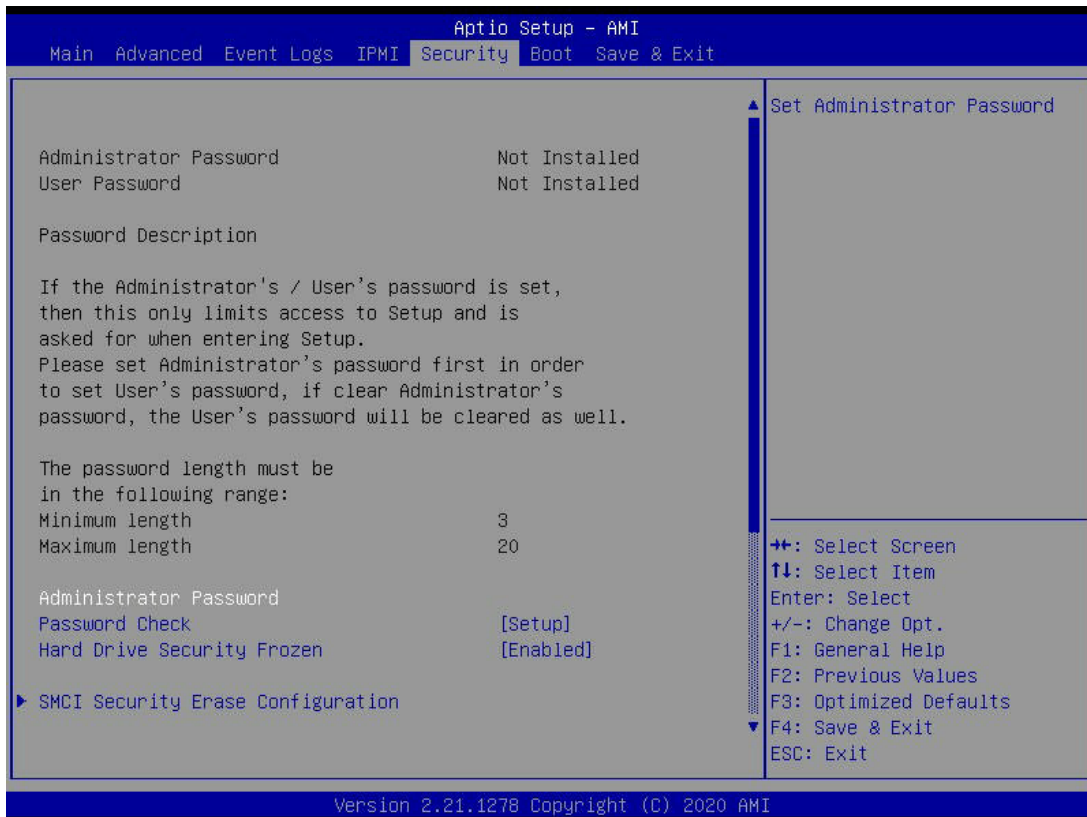 Aptio Setup – AMI
Main Advanced Event Logs IPMI Security Boot Save & Exit
Administrator Password Not Installed
User Password Not Installed
Password Description
If the Administrator's / User's password is set,
then this only limits access to Setup and is
asked for when entering Setup.
Please set Administrator's password first in order
to set User's password, if clear Administrator's
password, the User's password will be cleared as well.
The password length must be
in the following range:
Minimum length 3
Maximum length 20
Administrator Password
Password Check [Setup]
Hard Drive Security Frozen [Enabled]
SMCI Security Erase Configuration
Set Administrator Password
→←: Select Screen
↑↓: Select Item
Enter: Select
+/-: Change Opt.
F1: General Help
F2: Previous Values
F3: Optimized Defaults
F4: Save & Exit
ESC: Exit
Version 2.21.1278 Copyright (C) 2020 AMI